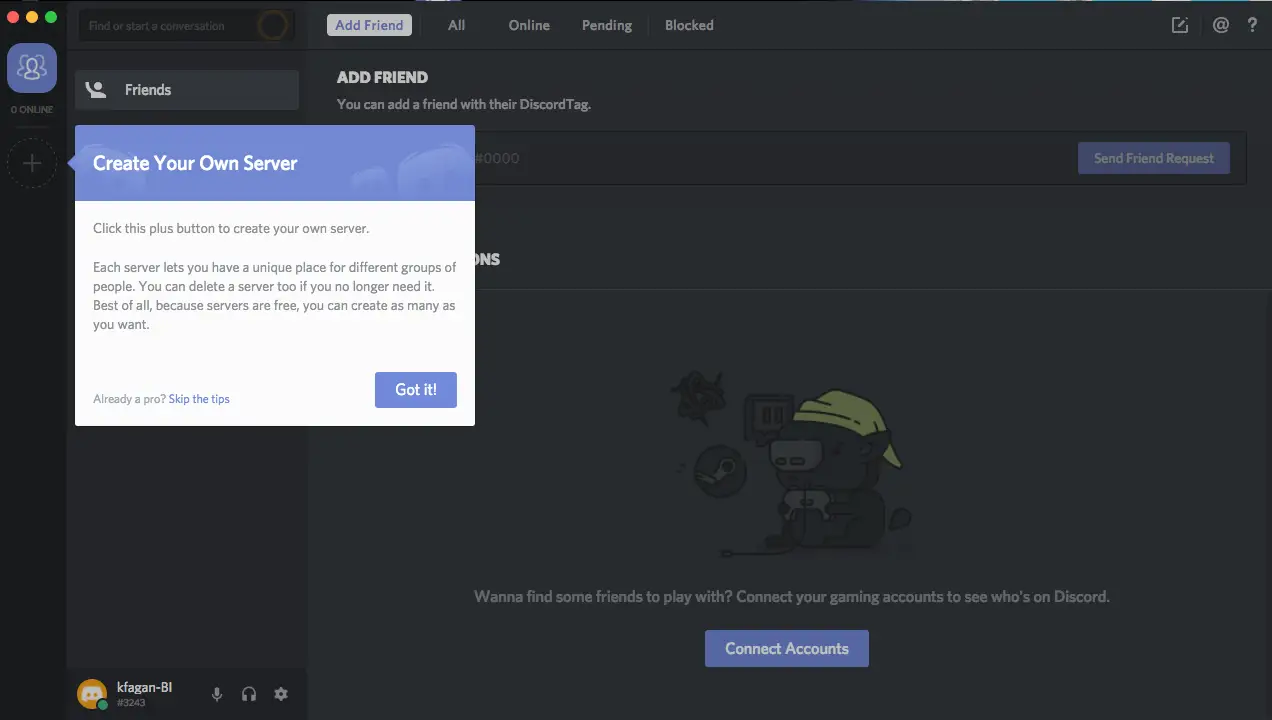 Find or start a conversation
Add Friend
All
Online
Pending
Blocked
@
?
0 ONLINE
Friends
ADD FRIEND
You can add a friend with their DiscordTag.
#0000
Send Friend Request
Create Your Own Server
Click this plus button to create your own server.
Each server lets you have a unique place for different groups of
people. You can delete a server too if you no longer need it.
Best of all, because servers are free, you can create as many as
you want.
Already a pro? Skip the tips
Got it!
ONS
Wanna find some friends to play with? Connect your gaming accounts to see who's on Discord.
Connect Accounts
kfagan-BI
#3243